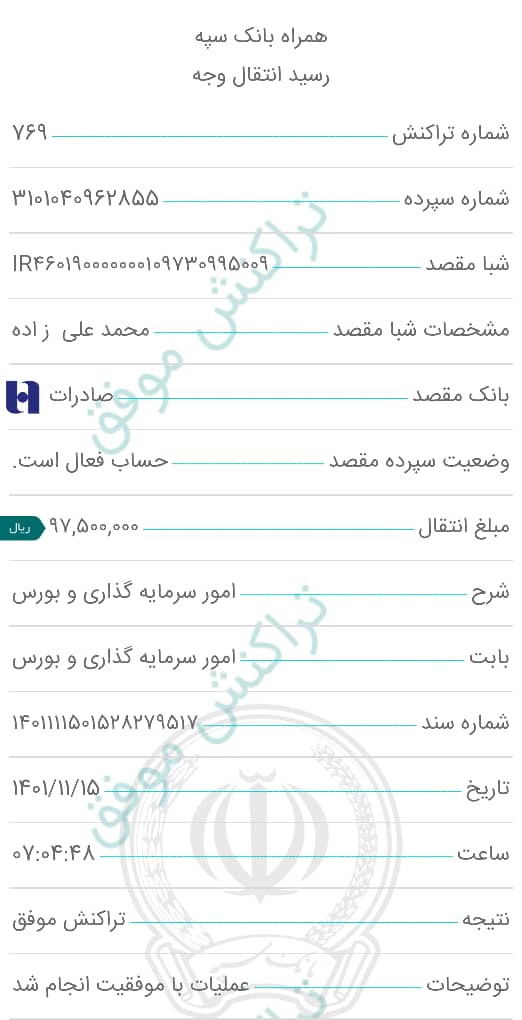 همراه بانک سپه
رسید انتقال وجه
شماره تراکنش ۷۶۹
شماره سپرده ۳۱۰۱۰۴۰۹۶۲۸۵۵
شبا مقصد IR۴۶۰۱۹۰۰۰۰۰۰۰۱۰۹۷۳۰۹۹۵۰۰۹
مشخصات شبا مقصد محمد علی ز اده
بانک مقصد صادرات
وضعیت سپرده مقصد حساب فعال است.
مبلغ انتقال ۹۷,۵۰۰,۰۰۰ ریال
شرح امور سرمایه گذاری و بورس
بابت امور سرمایه گذاری و بورس
شماره سند ۱۴۰۱۱۱۱۵۰۱۵۲۸۲۷۹۵۱۷
تاریخ ۱۴۰۱/۱۱/۱۵
ساعت ۰۷:۰۴:۴۸
نتیجه تراکنش موفق
توضیحات عملیات با موفقیت انجام شد
تراکنش موفق
تراکنش موفق
بانک سپه